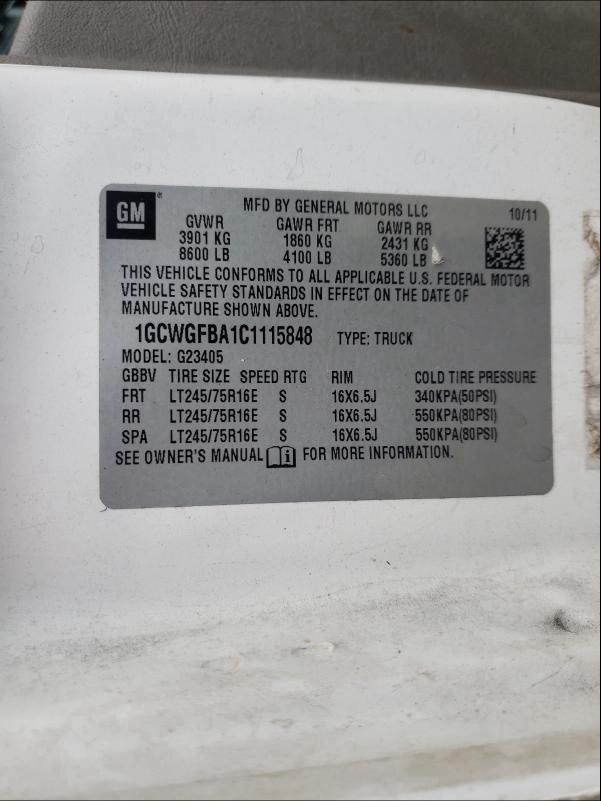 GM
MFD BY GENERAL MOTORS LLC 10/11
GVWR GAWR FRT GAWR RR
3901 KG 1860 KG 2431 KG
8600 LB 4100 LB 5360 LB
THIS VEHICLE CONFORMS TO ALL APPLICABLE U.S. FEDERAL MOTOR
VEHICLE SAFETY STANDARDS IN EFFECT ON THE DATE OF
MANUFACTURE SHOWN ABOVE.
1GCWGFBA1C1115848 TYPE: TRUCK
MODEL: G23405
GBBV TIRE SIZE SPEED RTG RIM COLD TIRE PRESSURE
FRT LT245/75R16E S 16X6.5J 340KPA(50PSI)
RR LT245/75R16E S 16X6.5J 550KPA(80PSI)
SPA LT245/75R16E S 16X6.5J 550KPA(80PSI)
SEE OWNER'S MANUAL i FOR MORE INFORMATION.